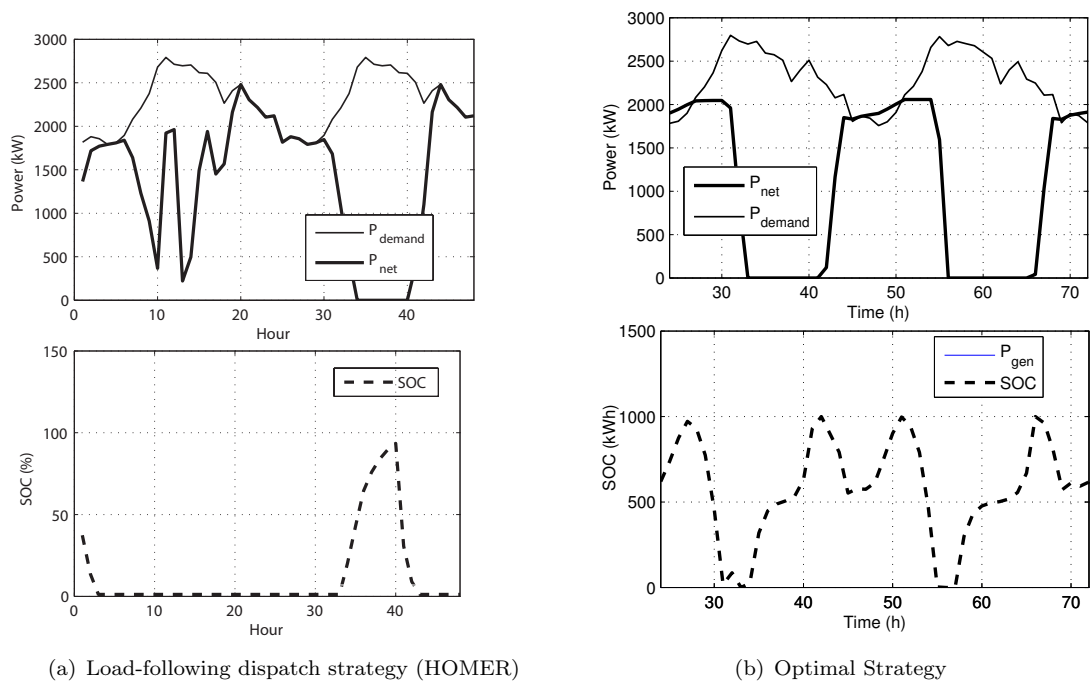 3000
2500
2000
1500
1000
500
0
Power (kW)
P_demand
P_net
0
10
20
30
40
Hour
150
100
50
0
SOC (%)
SOC
0
10
20
30
40
Hour
(a) Load-following dispatch strategy (HOMER)
3000
2500
2000
1500
1000
500
0
Power (kW)
P_net
P_demand
30
40
50
60
70
Time (h)
1500
1000
500
0
SOC (kWh)
P_gen
SOC
30
40
50
60
70
Time (h)
(b) Optimal Strategy